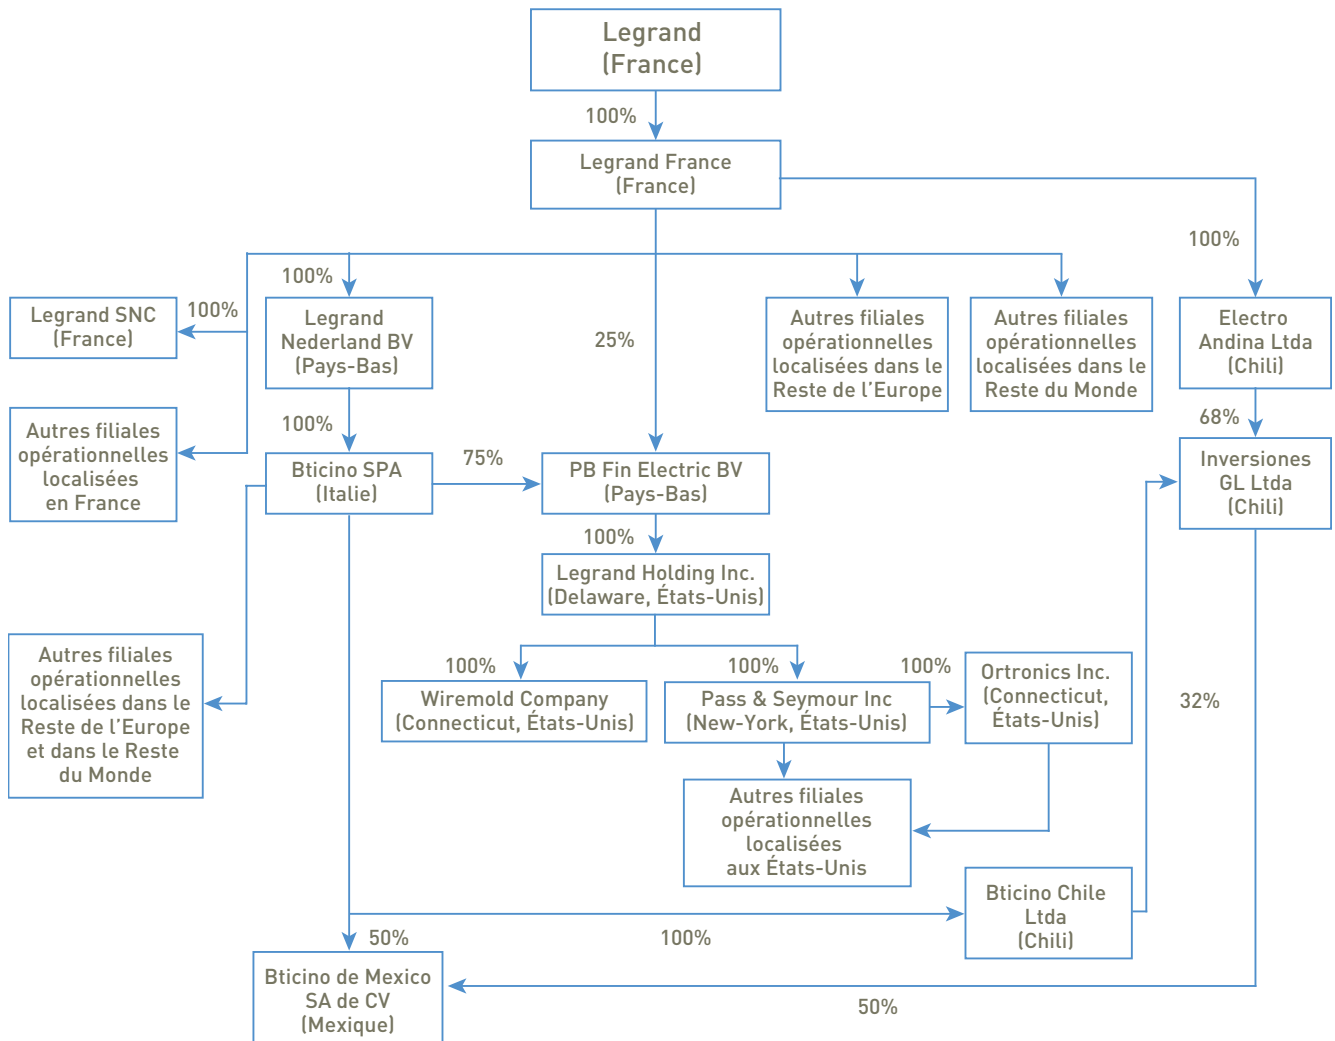 Legrand
(France)
100%
Legrand France
(France)
100%
100%
Legrand SNC
(France)
100%
Legrand
Nederland BV
(Pays-Bas)
25%
Autres filiales
opérationnelles
localisées dans le
Reste de l’Europe
Autres filiales
opérationnelles
localisées dans le
Reste du Monde
Electro
Andina Ltda
(Chili)
Autres filiales
opérationnelles
localisées
en France
100%
68%
Bticino SPA
(Italie)
75%
PB Fin Electric BV
(Pays-Bas)
Inversiones
GL Ltda
(Chili)
100%
Legrand Holding Inc.
(Delaware, États-Unis)
Autres filiales
opérationnelles
localisées dans le
Reste de l’Europe
et dans le Reste
du Monde
100%
100%
100%
Wiremold Company
(Connecticut, États-Unis)
Pass & Seymour Inc
(New-York, États-Unis)
Ortronics Inc.
(Connecticut,
États-Unis)
32%
Autres filiales
opérationnelles
localisées
aux États-Unis
Bticino Chile
Ltda
(Chili)
50%
100%
Bticino de Mexico
SA de CV
(Mexique)
50%